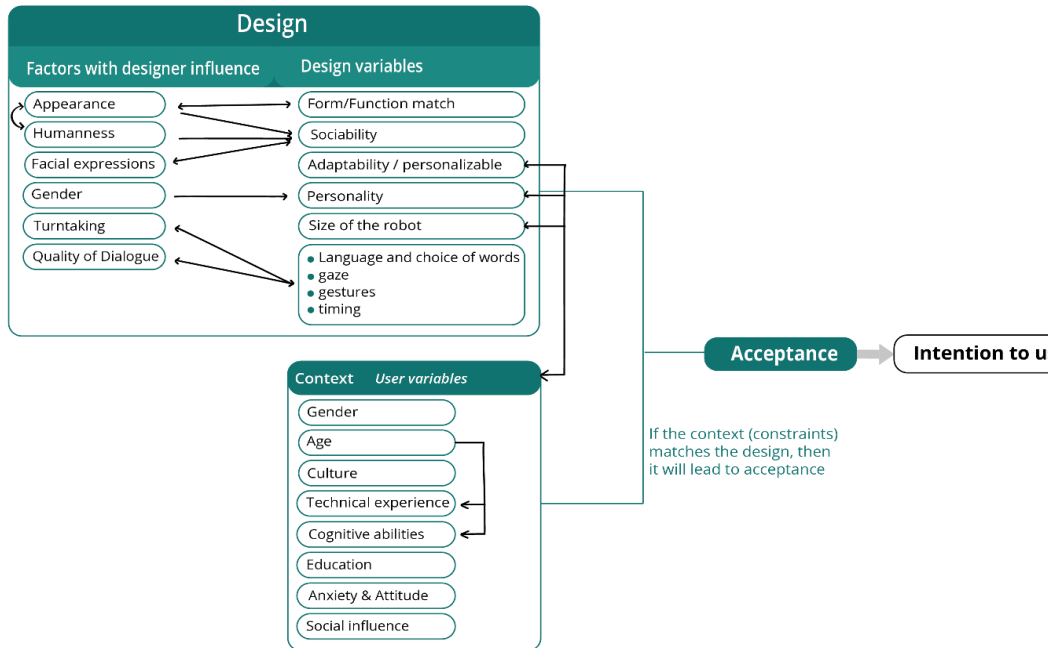 Design
Factors with designer influence
Design variables
Appearance
Humanness
Facial expressions
Gender
Turntaking
Quality of Dialogue
Form/Function match
Sociability
Adaptability / personalizable
Personality
Size of the robot
Language and choice of words
gaze
gestures
timing
Context User variables
Gender
Age
Culture
Technical experience
Cognitive abilities
Education
Anxiety & Attitude
Social influence
Acceptance
Intention to u
If the context (constraints)
matches the design, then
it will lead to acceptance